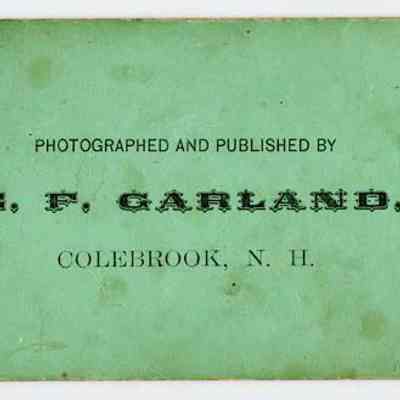 PHOTOGRAPHED AND PUBLISHED BY
F. GARLAND,
COLEBROOK, N. H.